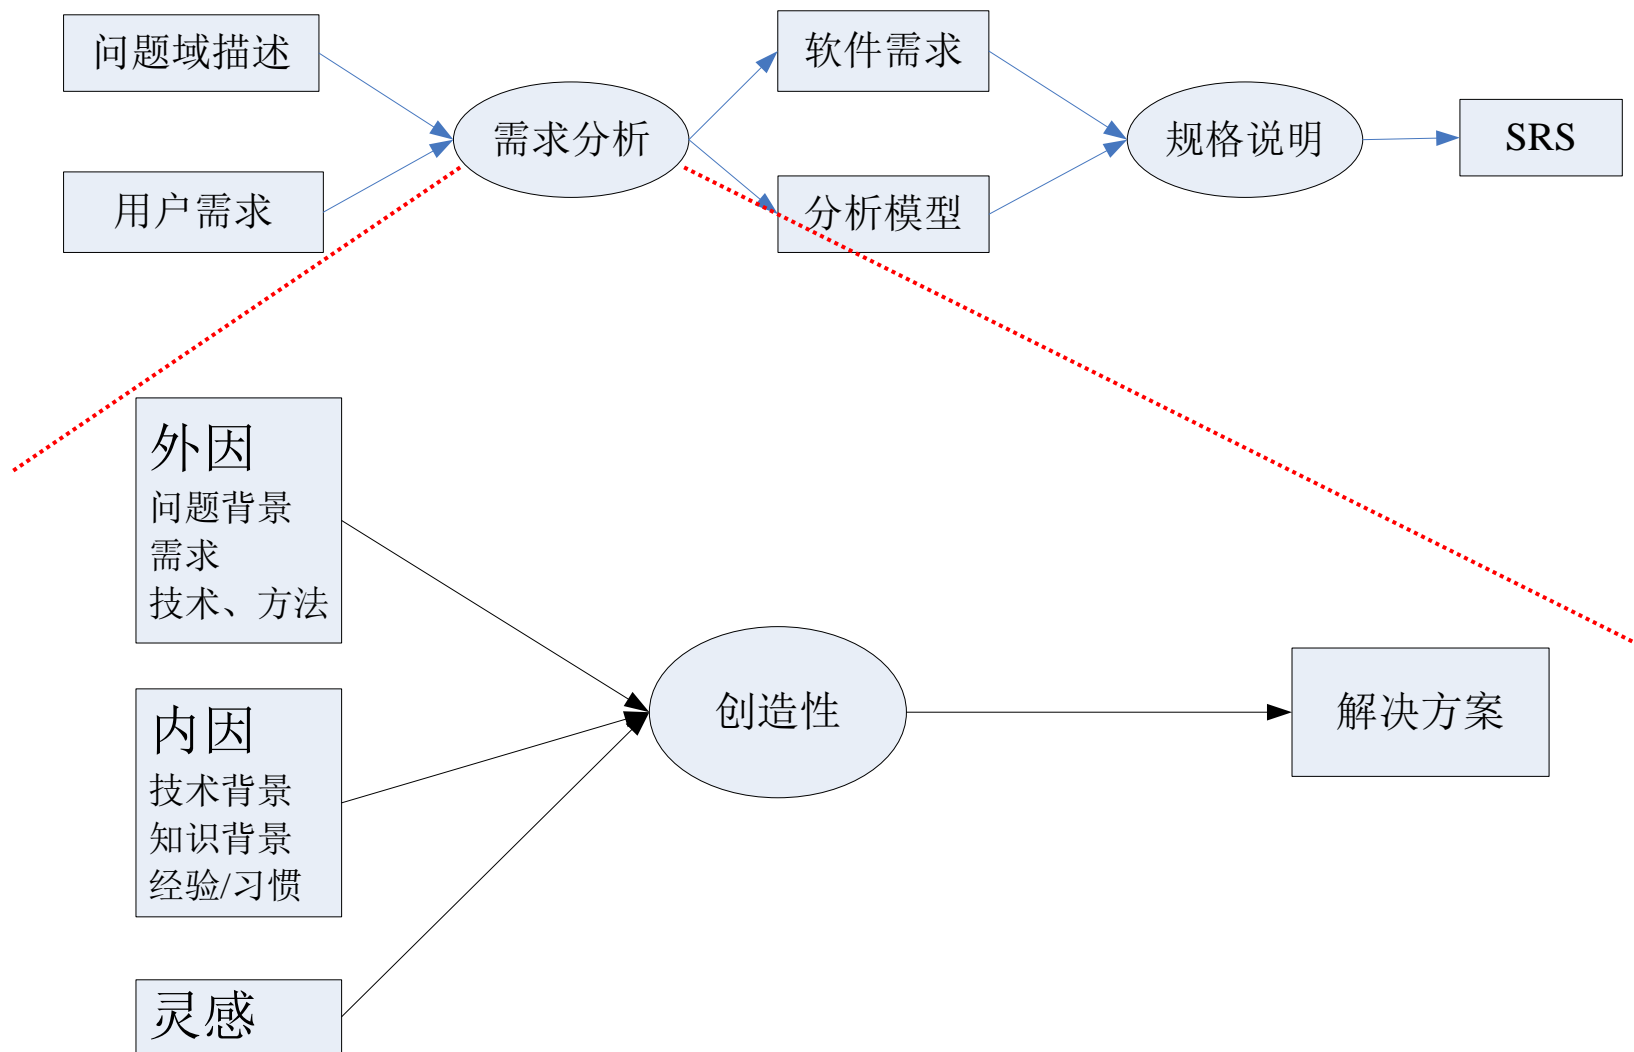 问题域描述
软件需求
需求分析
规格说明
SRS
用户需求
分析模型
外因
问题背景
需求
技术、方法
内因
技术背景
知识背景
经验/习惯
创造性
解决方案
灵感